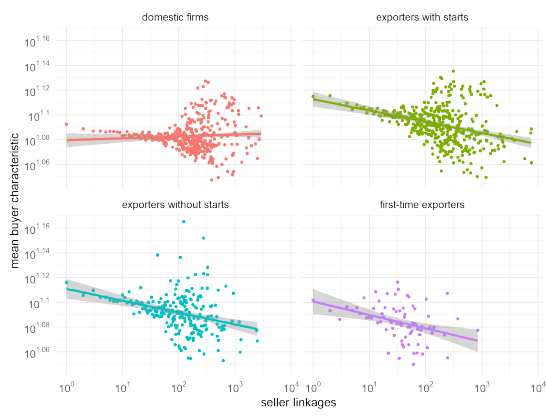 domestic firms
exporters with starts
10^1.16
10^1.14
10^1.12
10^1.1
10^1.08
10^1.06
exporters without starts
first-time exporters
10^1.16
10^1.14
10^1.12
10^1.1
10^1.08
10^1.06
mean buyer characteristic
10^0 10^1 10^2 10^3 10^4
10^0 10^1 10^2 10^3 10^4
seller linkages